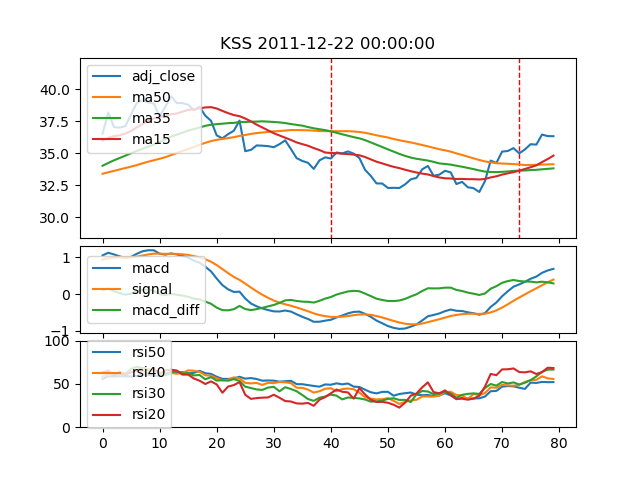 KSS 2011-12-22 00:00:00
40.0
37.5
35.0
32.5
30.0
adj_close
ma50
ma35
ma15
1
0
−1
macd
signal
macd_diff
100
50
0
rsi50
rsi40
rsi30
rsi20
0 10 20 30 40 50 60 70 80